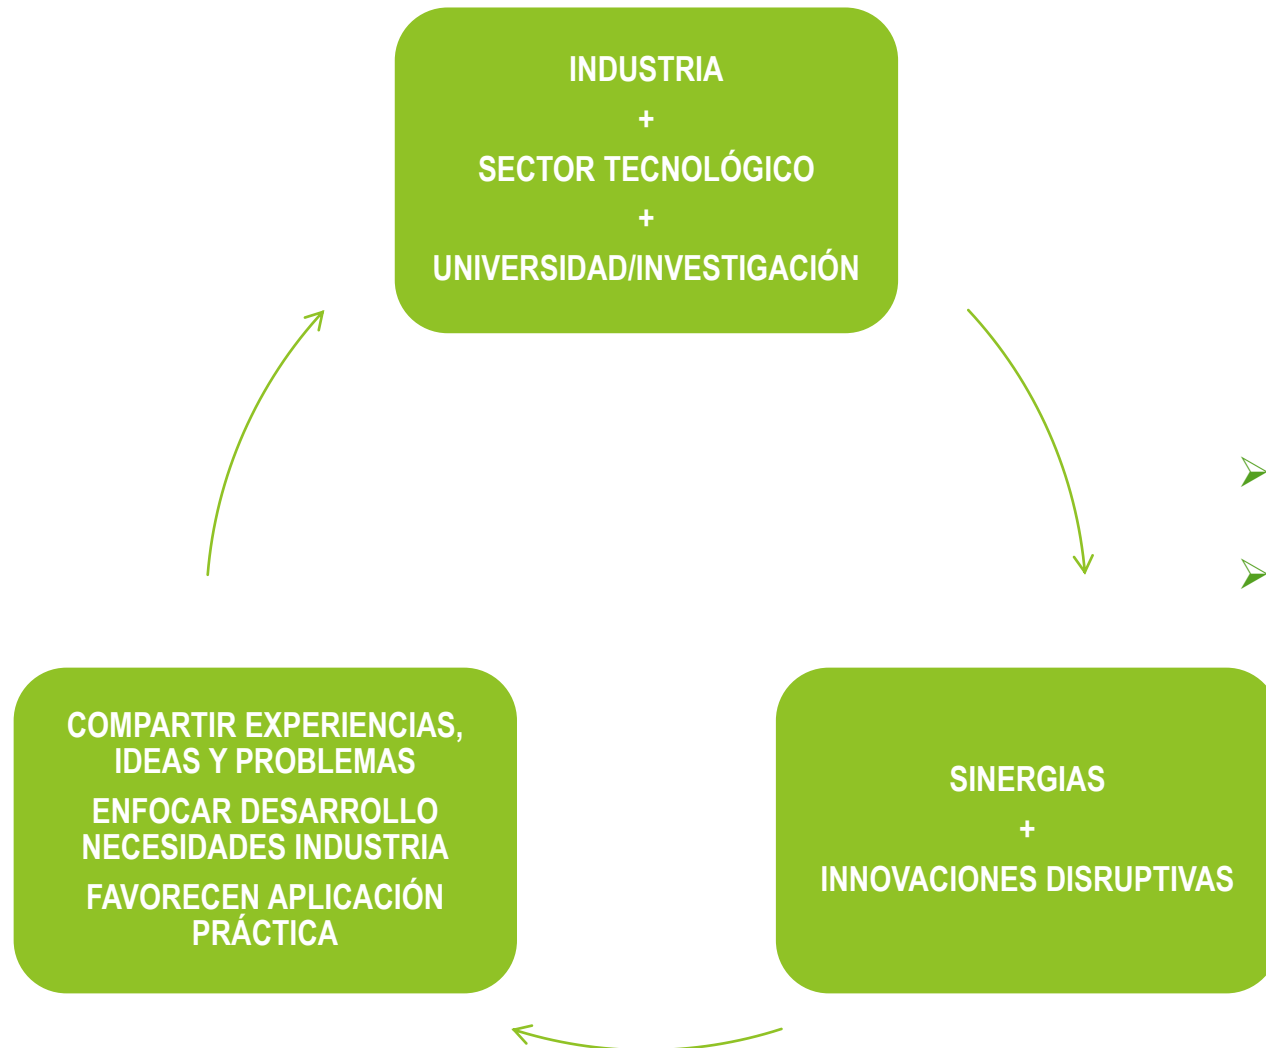 INDUSTRIA
+
SECTOR TECNOLÓGICO
+
UNIVERSIDAD/INVESTIGACIÓN
COMPARTIR EXPERIENCIAS,
IDEAS Y PROBLEMAS
ENFOCAR DESARROLLO
NECESIDADES INDUSTRIA
FAVORECEN APLICACIÓN
PRÁCTICA
SINERGIAS
+
INNOVACIONES DISRUPTIVAS